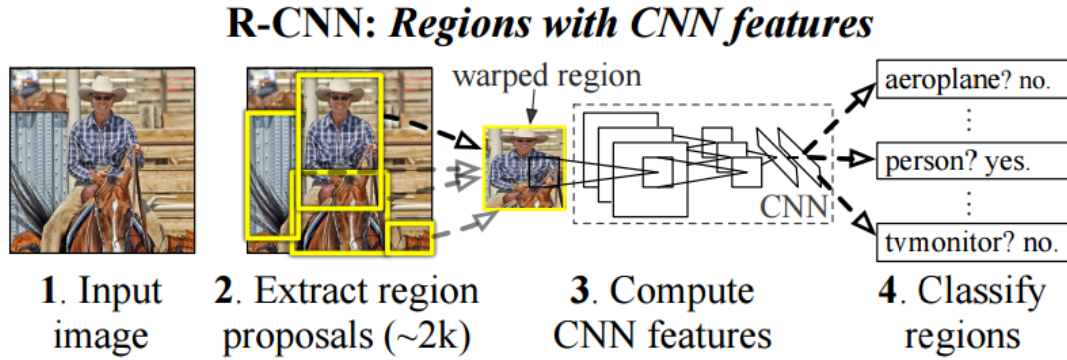 R-CNN: Regions with CNN features
warped region
aeroplane? no.
⋮
person? yes.
⋮
tvmonitor? no.
CNN
1. Input
image
2. Extract region
proposals (~2k)
3. Compute
CNN features
4. Classify
regions